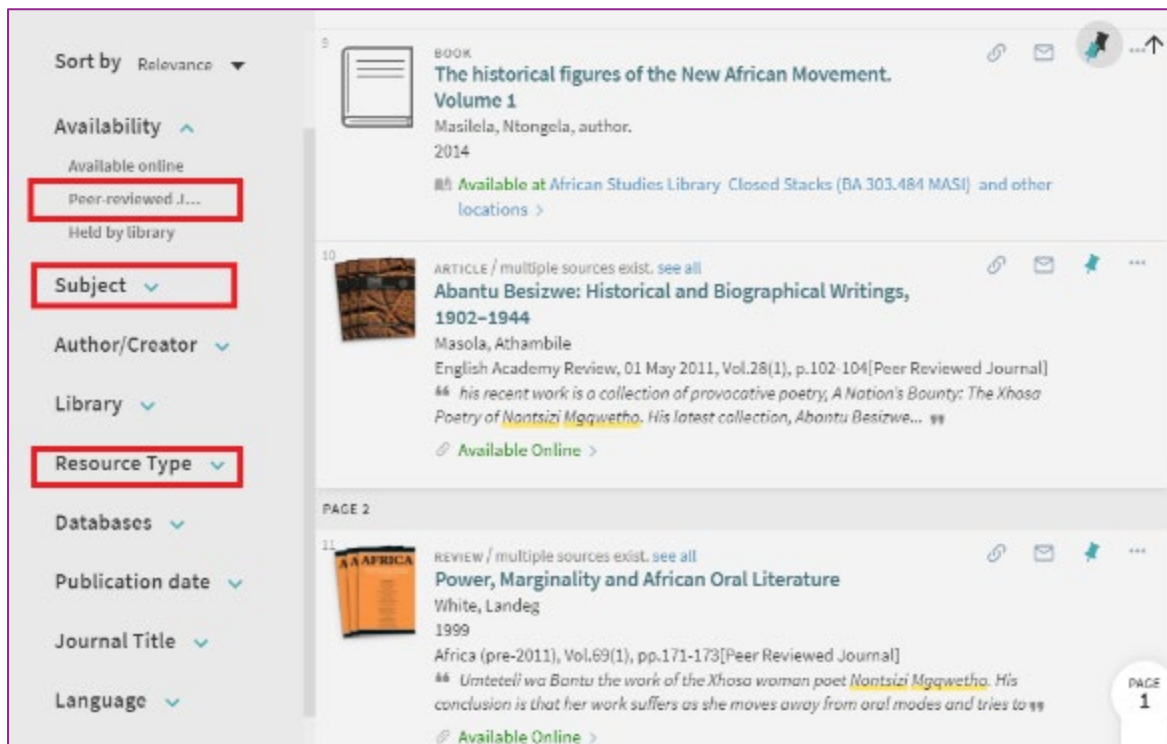 Sort by Relevance
Availability
Available online
Peer-reviewed J...
Held by library
Subject
Author/Creator
Library
Resource Type
Databases
Publication date
Journal Title
Language
9
BOOK
The historical figures of the New African Movement.
Volume 1
Masilela, Ntongela, author.
2014
Available at African Studies Library Closed Stacks (BA 303.484 MASI) and other
locations >
10
ARTICLE / multiple sources exist. see all
Abantu Besizwe: Historical and Biographical Writings,
1902–1944
Masola, Athambile
English Academy Review, 01 May 2011, Vol.28(1), p.102-104[Peer Reviewed Journal]
“ his recent work is a collection of provocative poetry, A Nation's Bounty: The Xhosa
Poetry of Nontsizi Mgqwetho. His latest collection, Abantu Besizwe... ”
Available Online >
PAGE 2
11
AFRICA
REVIEW / multiple sources exist. see all
Power, Marginality and African Oral Literature
White, Landeg
1999
Africa (pre-2011), Vol.69(1), pp.171-173[Peer Reviewed Journal]
“ Umteteli wa Bantu the work of the Xhosa woman poet Nontsizi Mgqwetho. His
conclusion is that her work suffers as she moves away from oral modes and tries to ”
Available Online >
PAGE
1